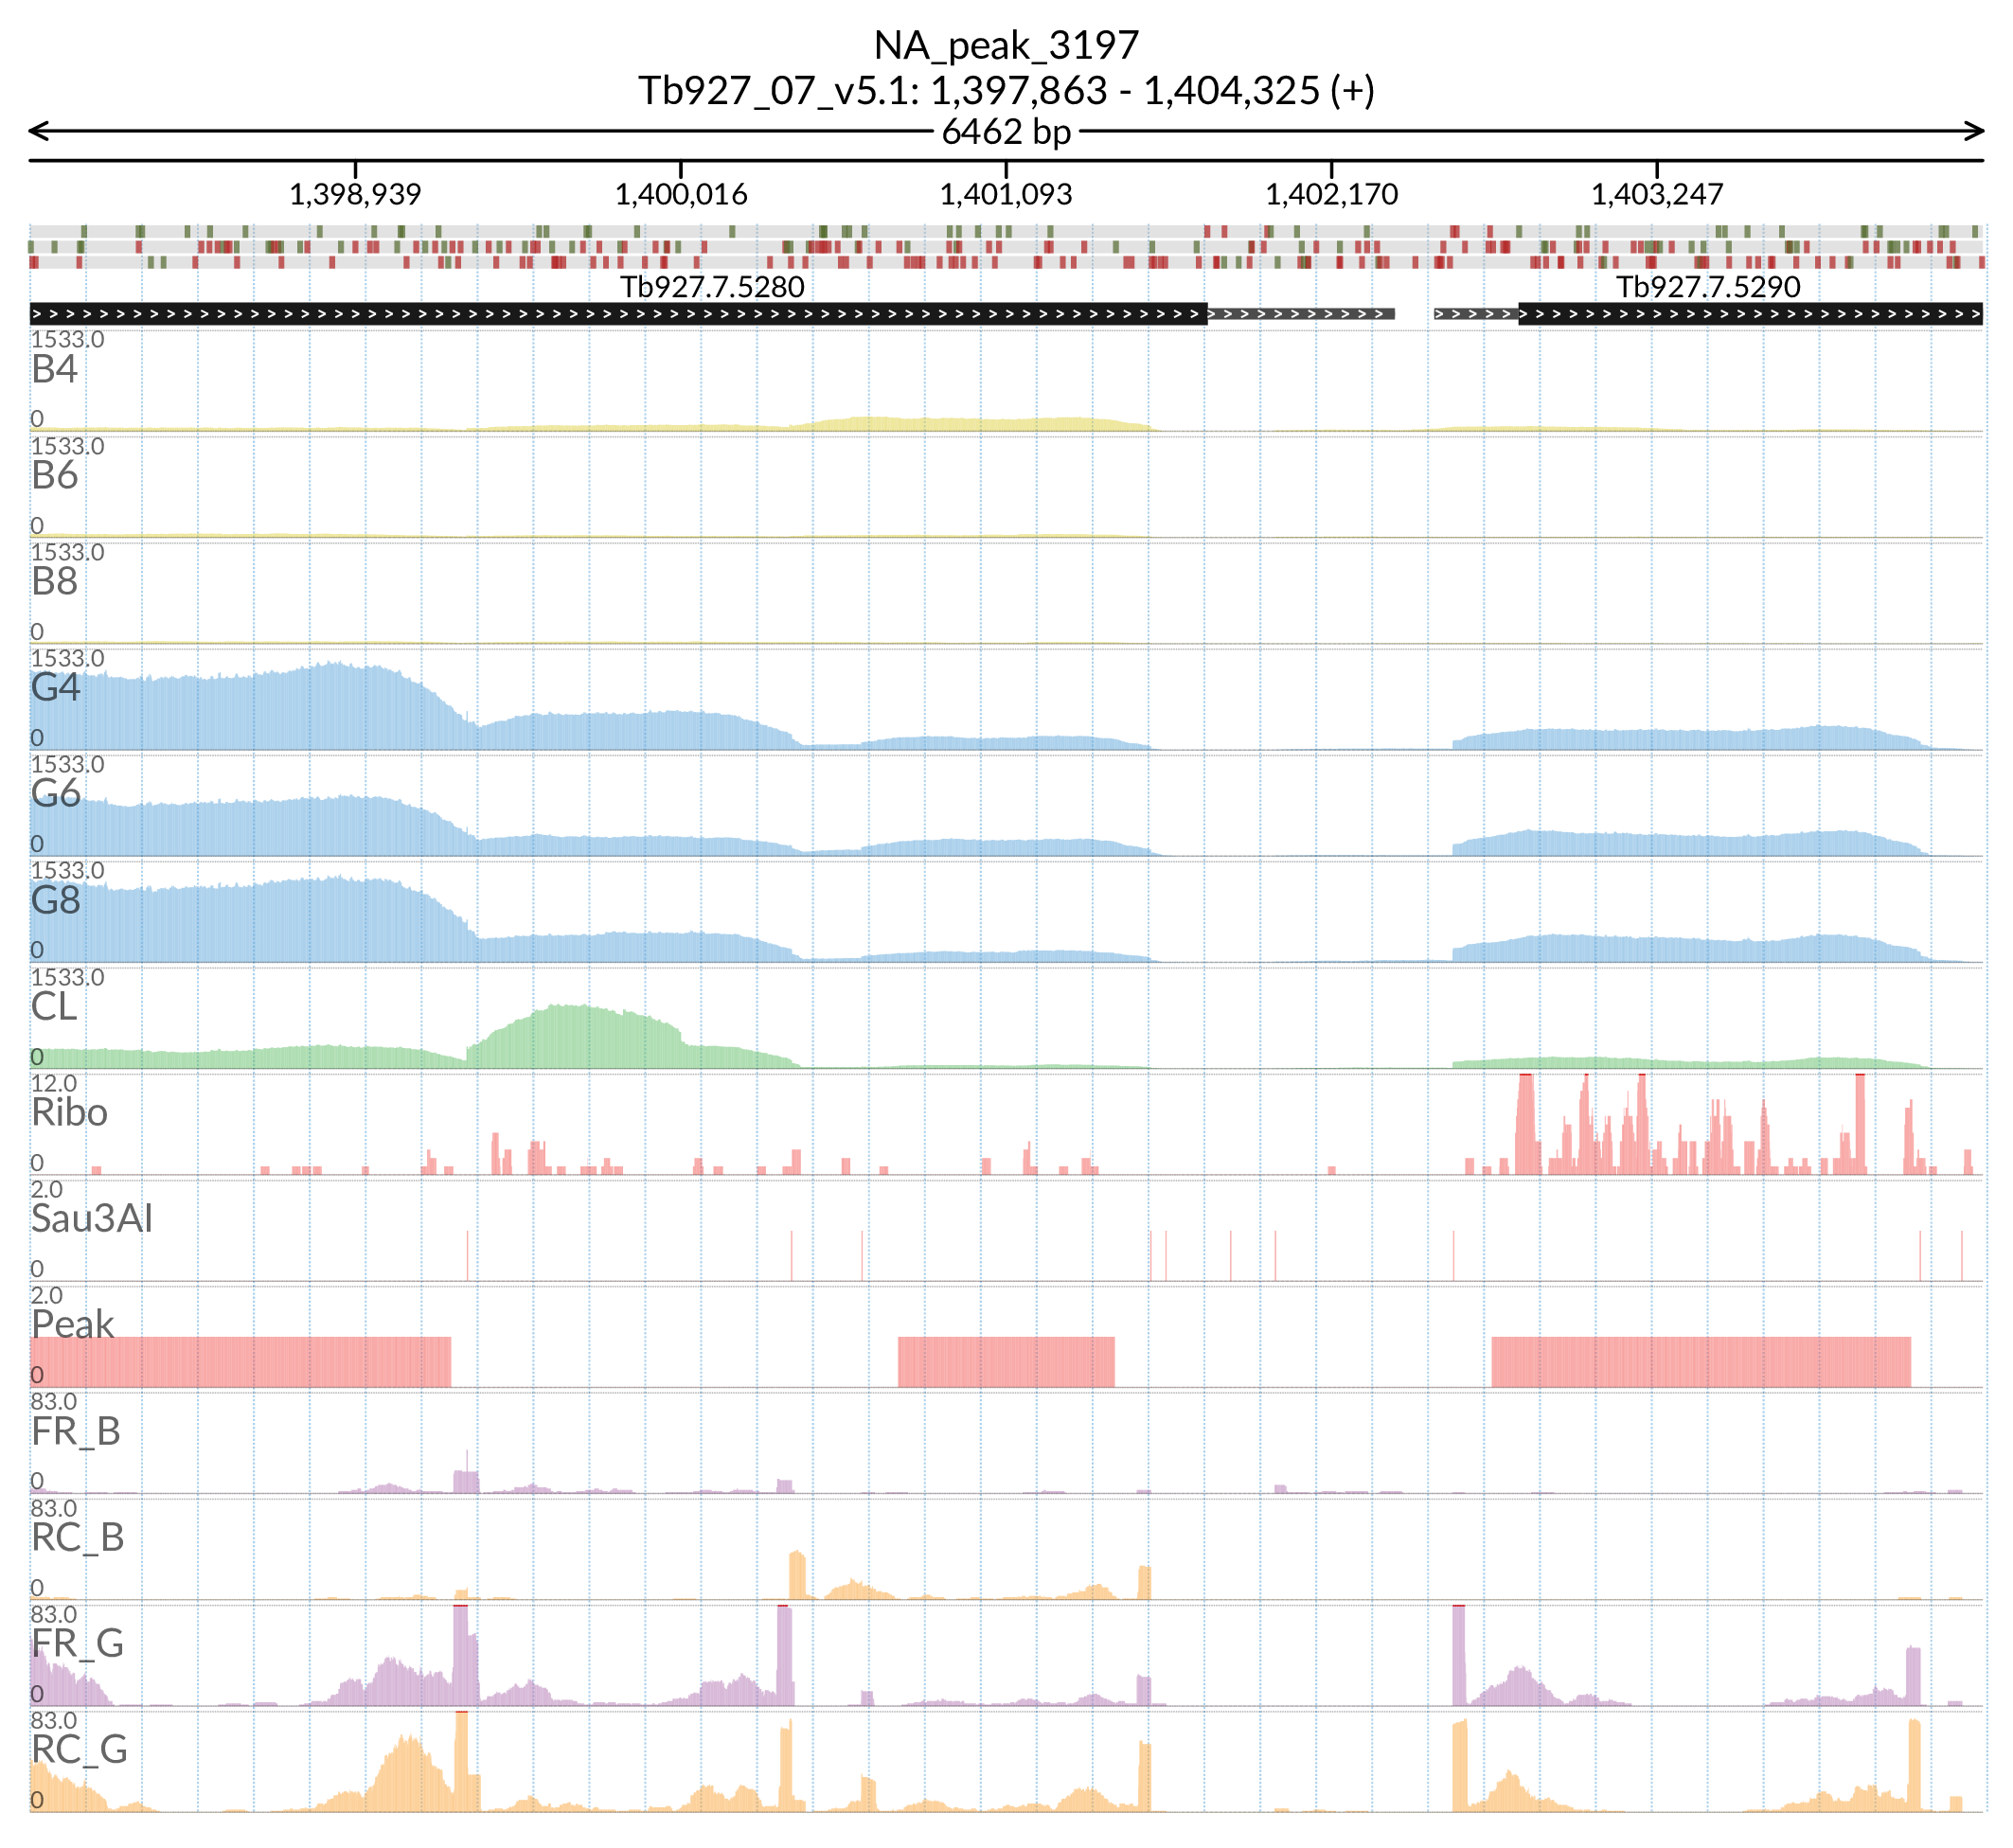 NA_peak_3197
Tb927_07_v5.1: 1,397,863 - 1,404,325 (+)
6462 bp
1,398,939 1,400,016 1,401,093 1,402,170 1,403,247
Tb927.7.5280 Tb927.7.5290
1533.0
B4
0
1533.0
B6
0
1533.0
B8
0
1533.0
G4
0
1533.0
G6
0
1533.0
G8
0
1533.0
CL
0
12.0
Ribo
0
2.0
Sau3AI
0
2.0
Peak
0
83.0
FR_B
0
83.0
RC_B
0
83.0
FR_G
0
83.0
RC_G
0